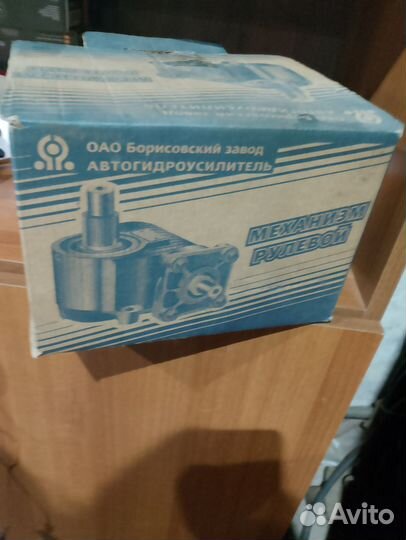 ОАО Борисовский завод
АВТОГИДРОУСИЛИТЕЛЬ
МЕХАНИЗМ
РУЛЕВОЙ
Avito